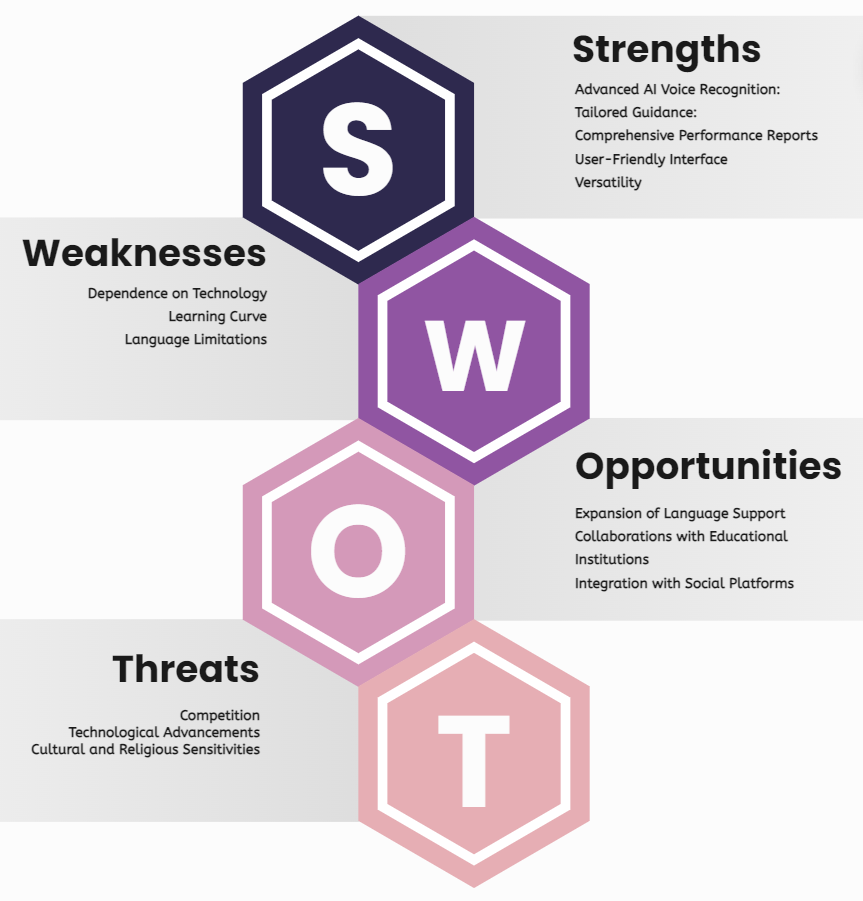 S
Strengths
Advanced AI Voice Recognition:
Tailored Guidance:
Comprehensive Performance Reports
User-Friendly Interface
Versatility
Weaknesses
Dependence on Technology
Learning Curve
Language Limitations
W
O
Opportunities
Expansion of Language Support
Collaborations with Educational
Institutions
Integration with Social Platforms
Threats
Competition
Technological Advancements
Cultural and Religious Sensitivities
T